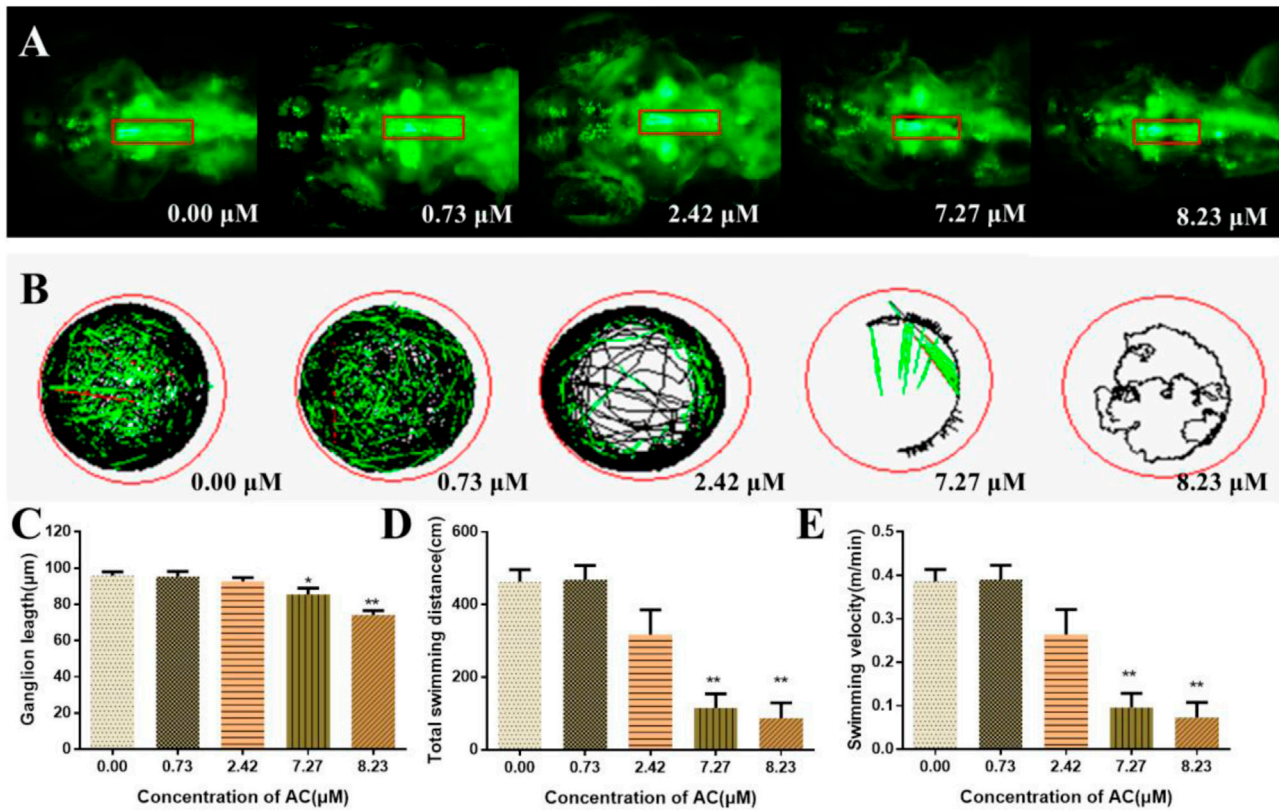 A
0.00 μM
0.73 μM
2.42 μM
7.27 μM
8.23 μM
B
0.00 μM
0.73 μM
2.42 μM
7.27 μM
8.23 μM
C
Ganglion leagth(μm)
120
100
80
60
40
20
0
*
**
0.00 0.73 2.42 7.27 8.23
Concentration of AC(μM)
D
Total swimming distance(cm)
600
400
200
0
** **
0.00 0.73 2.42 7.27 8.23
Concentration of AC(μM)
E
Swimming velocity(m/min)
0.5
0.4
0.3
0.2
0.1
0.0
** **
0.00 0.73 2.42 7.27 8.23
Concentration of AC(μM)